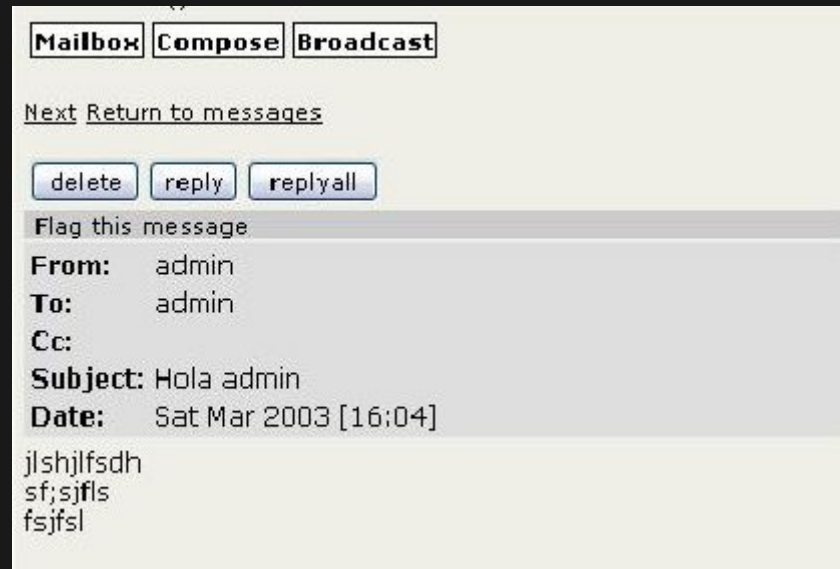 Mailbox Compose Broadcast
Next Return to messages
delete reply replyall
Flag this message
From: admin
To: admin
Cc:
Subject: Hola admin
Date: Sat Mar 2003 [16:04]
jlshjlfsdh
sf;sjfls
fsjfsl